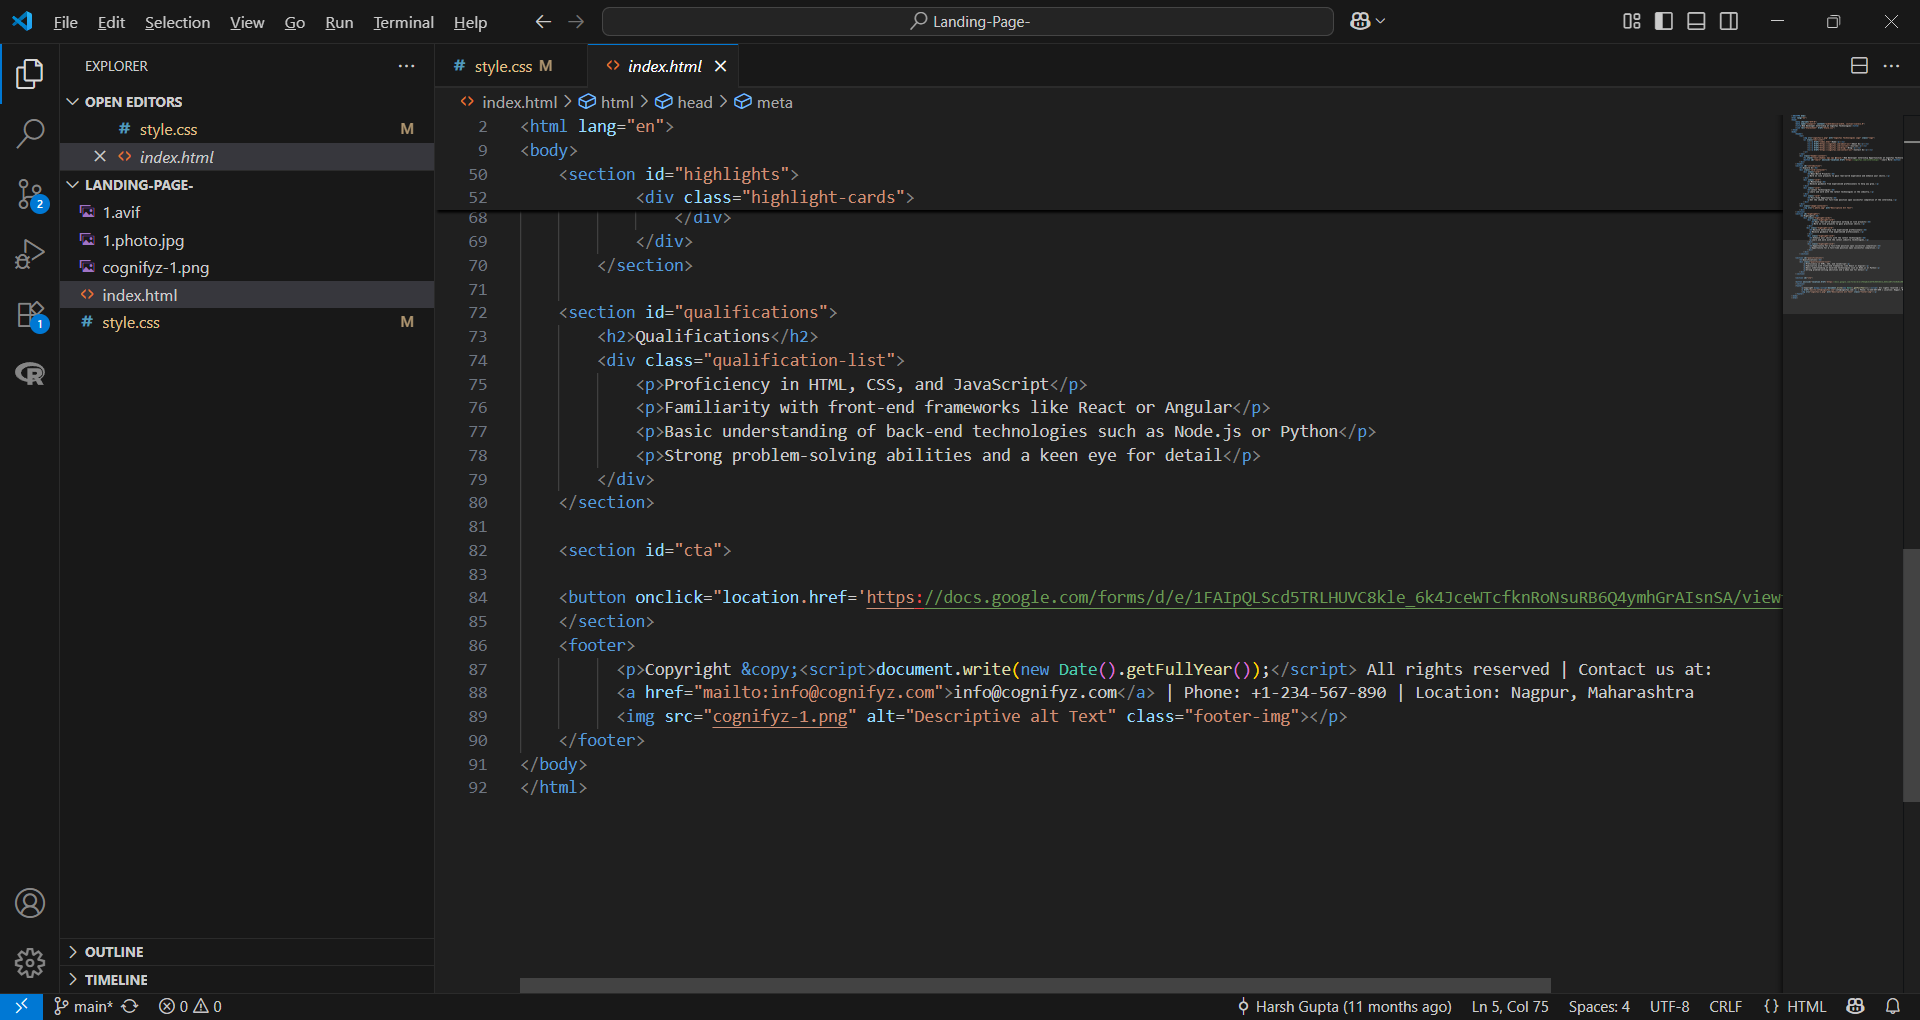 File Edit Selection View Go Run Terminal Help
Landing-Page-
EXPLORER
OPEN EDITORS
# style.css M
index.html
LANDING-PAGE-
1.avif
1.photo.jpg
cognifyz-1.png
index.html
# style.css M
2
1
R
OUTLINE
TIMELINE
# style.css M
<> index.html
<> index.html > html > head > meta
2 <html lang="en">
9 <body>
50 <section id="highlights">
52 <div class="highlight-cards">
68 </div>
69 </div>
70 </section>
71
72 <section id="qualifications">
73 <h2>Qualifications</h2>
74 <div class="qualification-list">
75 <p>Proficiency in HTML, CSS, and JavaScript</p>
76 <p>Familiarity with front-end frameworks like React or Angular</p>
77 <p>Basic understanding of back-end technologies such as Node.js or Python</p>
78 <p>Strong problem-solving abilities and a keen eye for detail</p>
79 </div>
80 </section>
81
82 <section id="cta">
83
84 <button onclick="location.href='https://docs.google.com/forms/d/e/1FAIpQLScd5TRLHUVC8kle_6k4JceWTcfknRoNsuRB6Q4ymhGrAIsnSA/view
85 </section>
86 <footer>
87 <p>Copyright &copy;<script>document.write(new Date().getFullYear());</script> All rights reserved | Contact us at:
88 <a href="mailto:info@cognifyz.com">info@cognifyz.com</a> | Phone: +1-234-567-890 | Location: Nagpur, Maharashtra
89 <img src="cognifyz-1.png" alt="Descriptive alt Text" class="footer-img"></p>
90 </footer>
91 </body>
92 </html>
main* 0 0
Harsh Gupta (11 months ago) Ln 5, Col 75 Spaces: 4 UTF-8 CRLF {} HTML